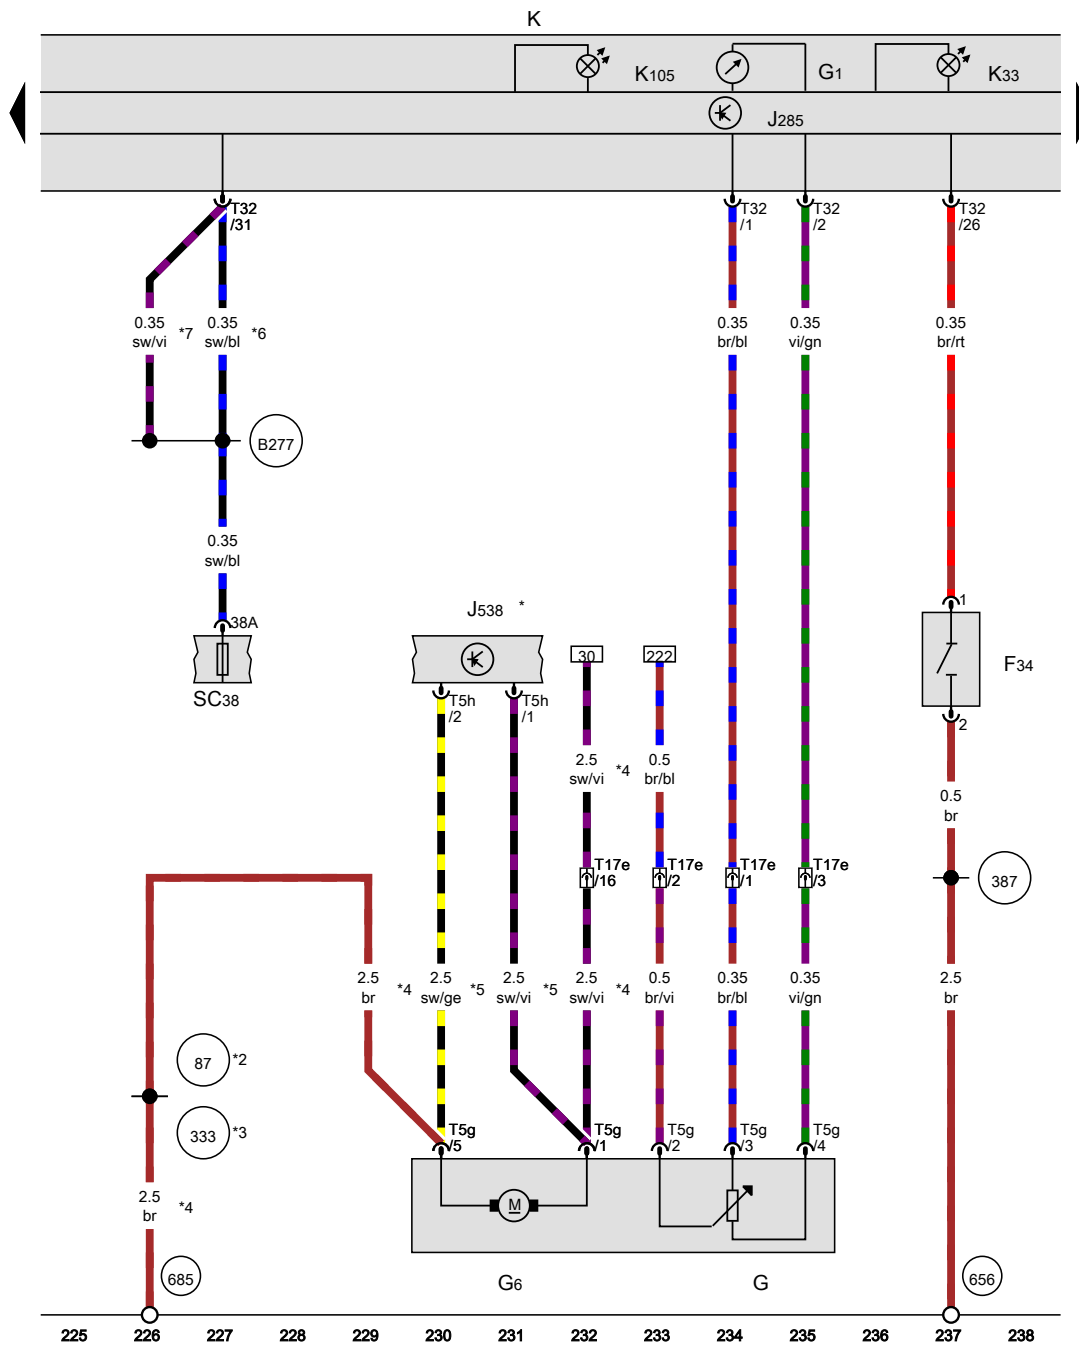 K
K105
G1
K33
J285
T32
/31
T32
/1
T32
/2
T32
/26
0.35
sw/vi
*7
0.35
sw/bl
*6
0.35
br/bl
0.35
vi/gn
0.35
br/rt
B277
0.35
sw/bl
38A
SC38
J538 *
30
222
1
F34
2
T5h
/2
T5h
/1
2.5
sw/vi
*4
0.5
br/bl
0.5
br
T17e
/16
T17e
/2
T17e
/1
T17e
/3
387
2.5
br
*4
2.5
sw/ge
*5
2.5
sw/vi
*5
2.5
sw/vi
*4
0.5
br/vi
0.35
br/bl
0.35
vi/gn
2.5
br
87 *2
333 *3
T5g
/5
T5g
/1
T5g
/2
T5g
/3
T5g
/4
2.5
br
*4
M
685
G6
G
656
225 226 227 228 229 230 231 232 233 234 235 236 237 238